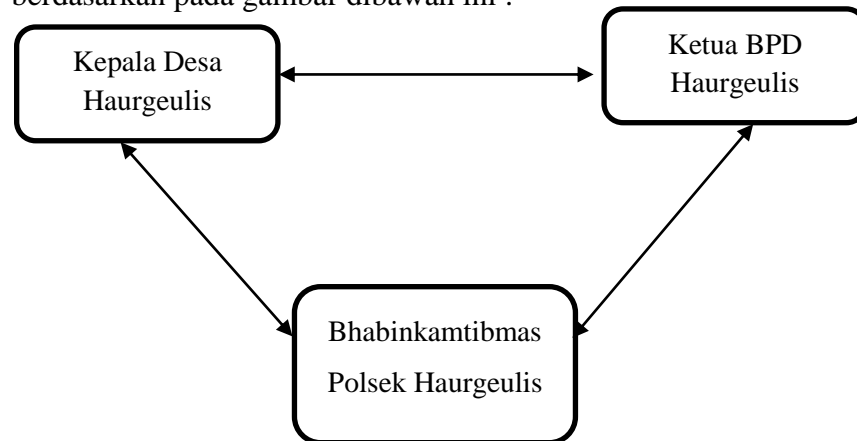 berdasarkan pada gambar dibawah ini :
Kepala Desa
Haurgeulis
Ketua BPD
Haurgeulis
Bhabinkamtibmas
Polsek Haurgeulis